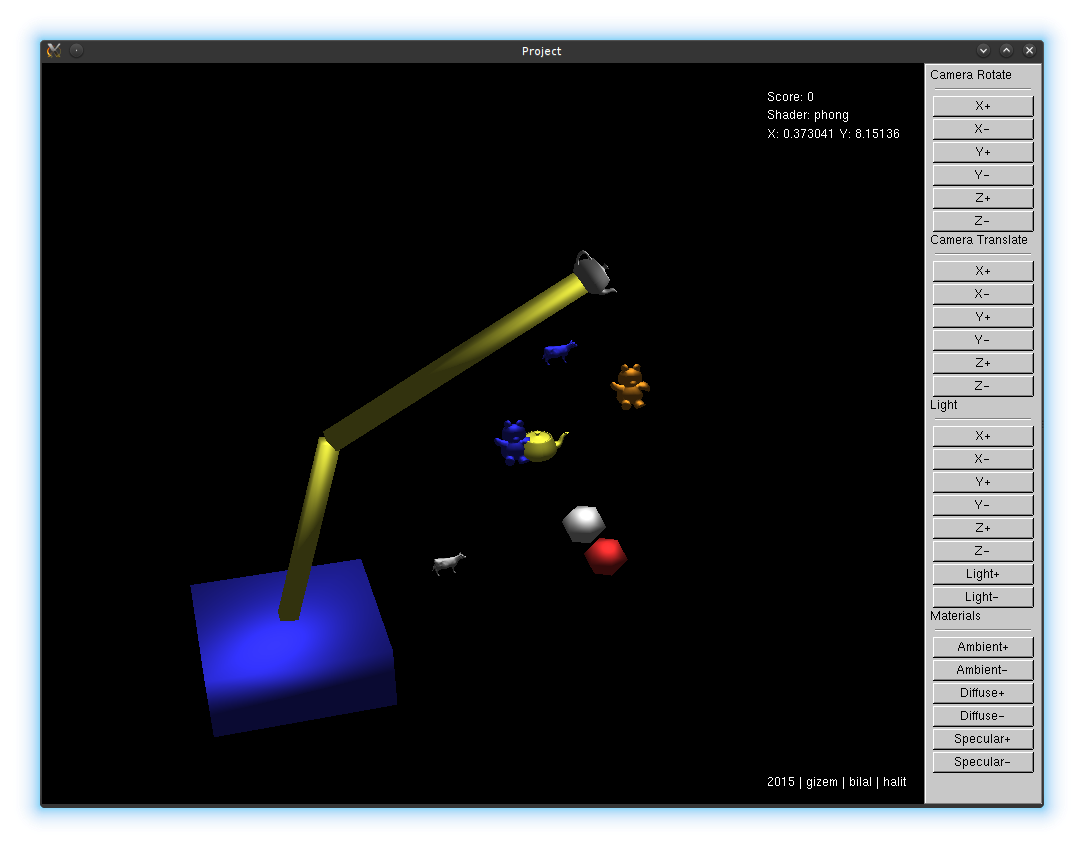 Project
Score: 0
Shader: phong
X: 0.373041 Y: 8.15136
2015 | gizem | bilal | halit
Camera Rotate
X+
X-
Y+
Y-
Z+
Z-
Camera Translate
X+
X-
Y+
Y-
Z+
Z-
Light
X+
X-
Y+
Y-
Z+
Z-
Light+
Light-
Materials
Ambient+
Ambient-
Diffuse+
Diffuse-
Specular+
Specular-